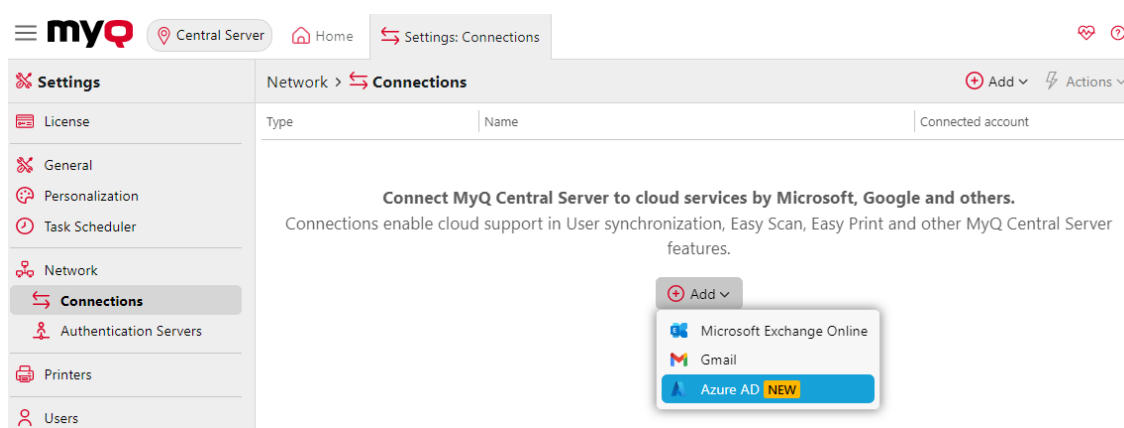 myQ
Central Server
Home
Settings: Connections
Settings
Network > Connections
Add
Actions
License
General
Personalization
Task Scheduler
Network
Connections
Authentication Servers
Printers
Users
Type Name Connected account
Connect MyQ Central Server to cloud services by Microsoft, Google and others.
Connections enable cloud support in User synchronization, Easy Scan, Easy Print and other MyQ Central Server
features.
Add
Microsoft Exchange Online
Gmail
Azure AD NEW